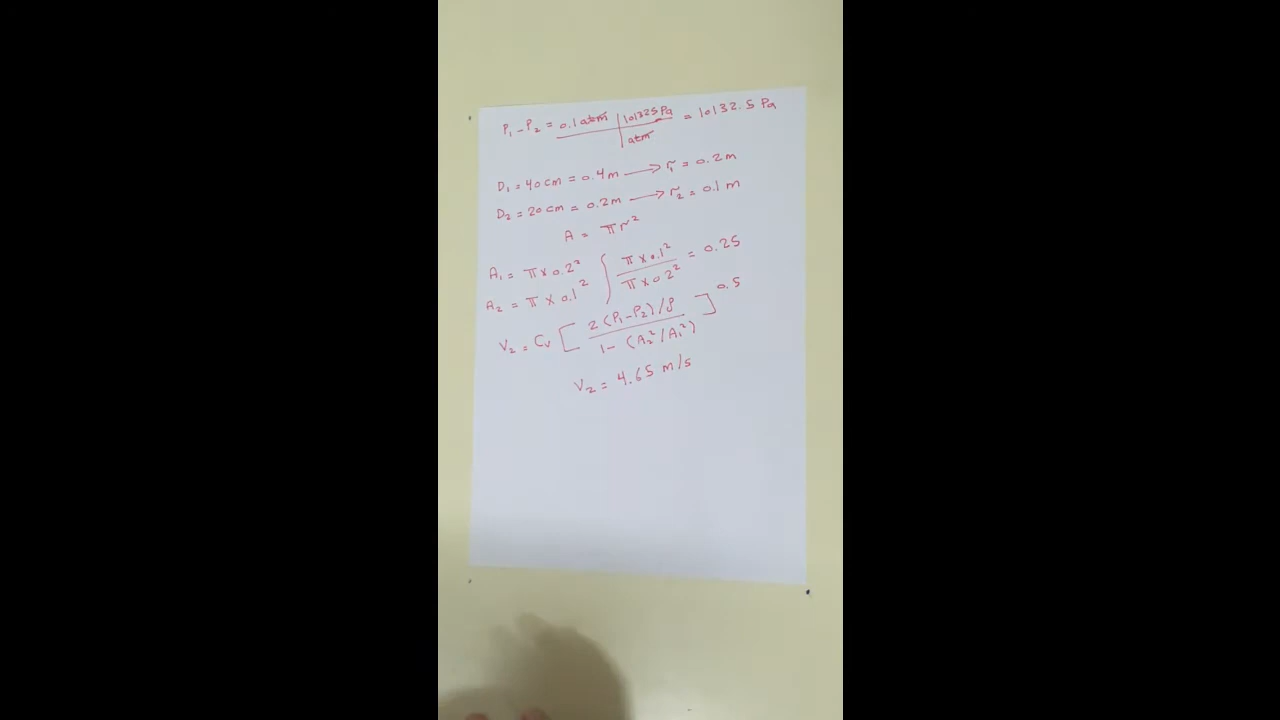 P₁-P₂ = 0.1 atm | 101325 Pa / atm = 10132.5 Pa
D₁ = 40 cm = 0.4 m → r₁ = 0.2 m
D₂ = 20 cm = 0.2 m → r₂ = 0.1 m
A = πr²
A₁ = π × 0.2²
A₂ = π × 0.1²
π × 0.1² / π × 0.2² = 0.25
V₂ = Cᵥ [ 2 (P₁-P₂)/ρ / 1 - (A₂²/A₁²) ]^0.5
V₂ = 4.65 m/s